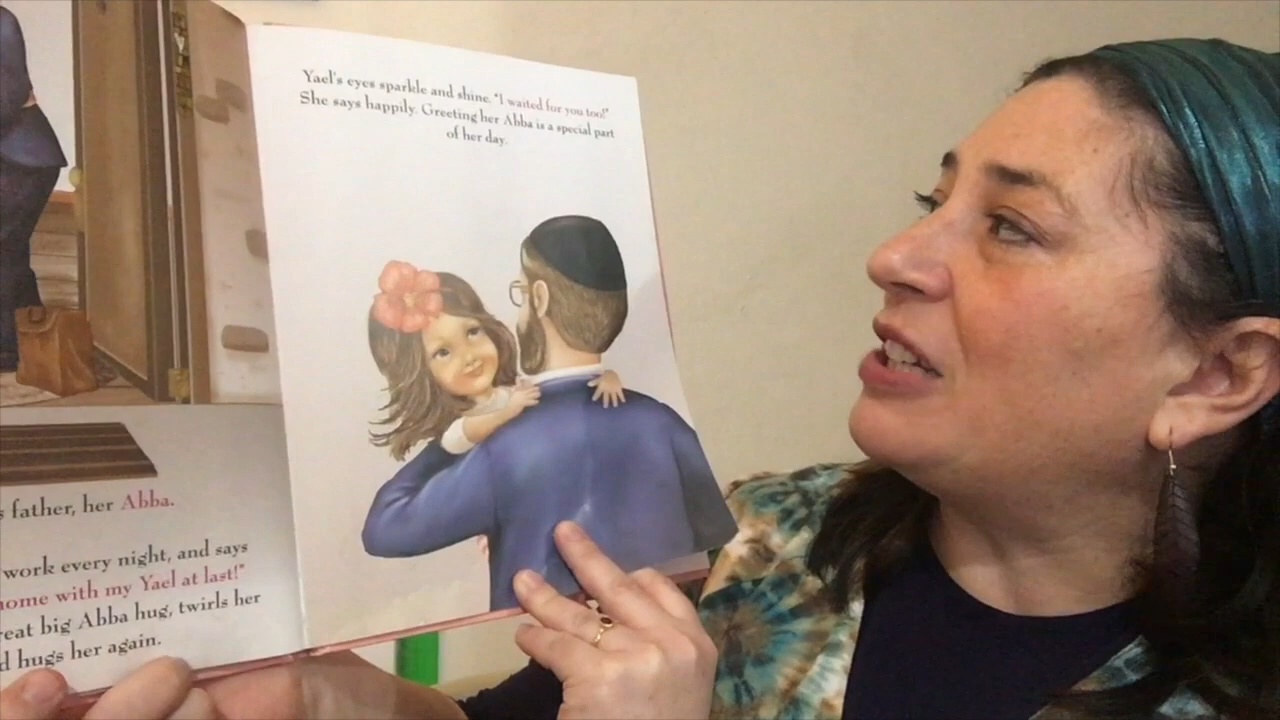 father, her Abba.
work every night, and says
home with my Yael at last!"
great big Abba hug, twirls her
hugs her again.
Yael's eyes sparkle and shine. "I waited for you too!"
She says happily. Greeting her Abba is a special part
of her day.